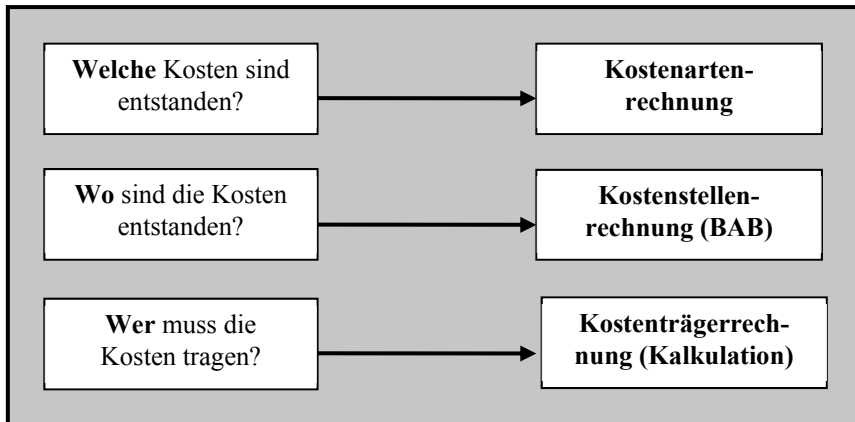 Welche Kosten sind
entstanden?
Kostenarten-
rechnung
Wo sind die Kosten
entstanden?
Kostenstellen-
rechnung (BAB)
Wer muss die
Kosten tragen?
Kostenträgerrech-
nung (Kalkulation)